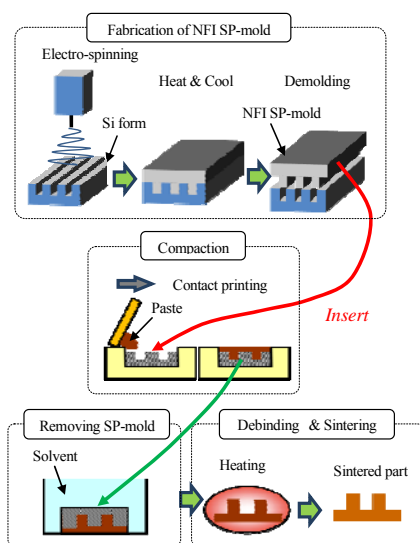 Fabrication of NFI SP-mold
Electro-spinning
Heat & Cool
Demolding
NFI SP-mold
Si form
Compaction
Contact printing
Paste
Insert
Removing SP-mold
Debinding & Sintering
Solvent
Heating
Sintered part